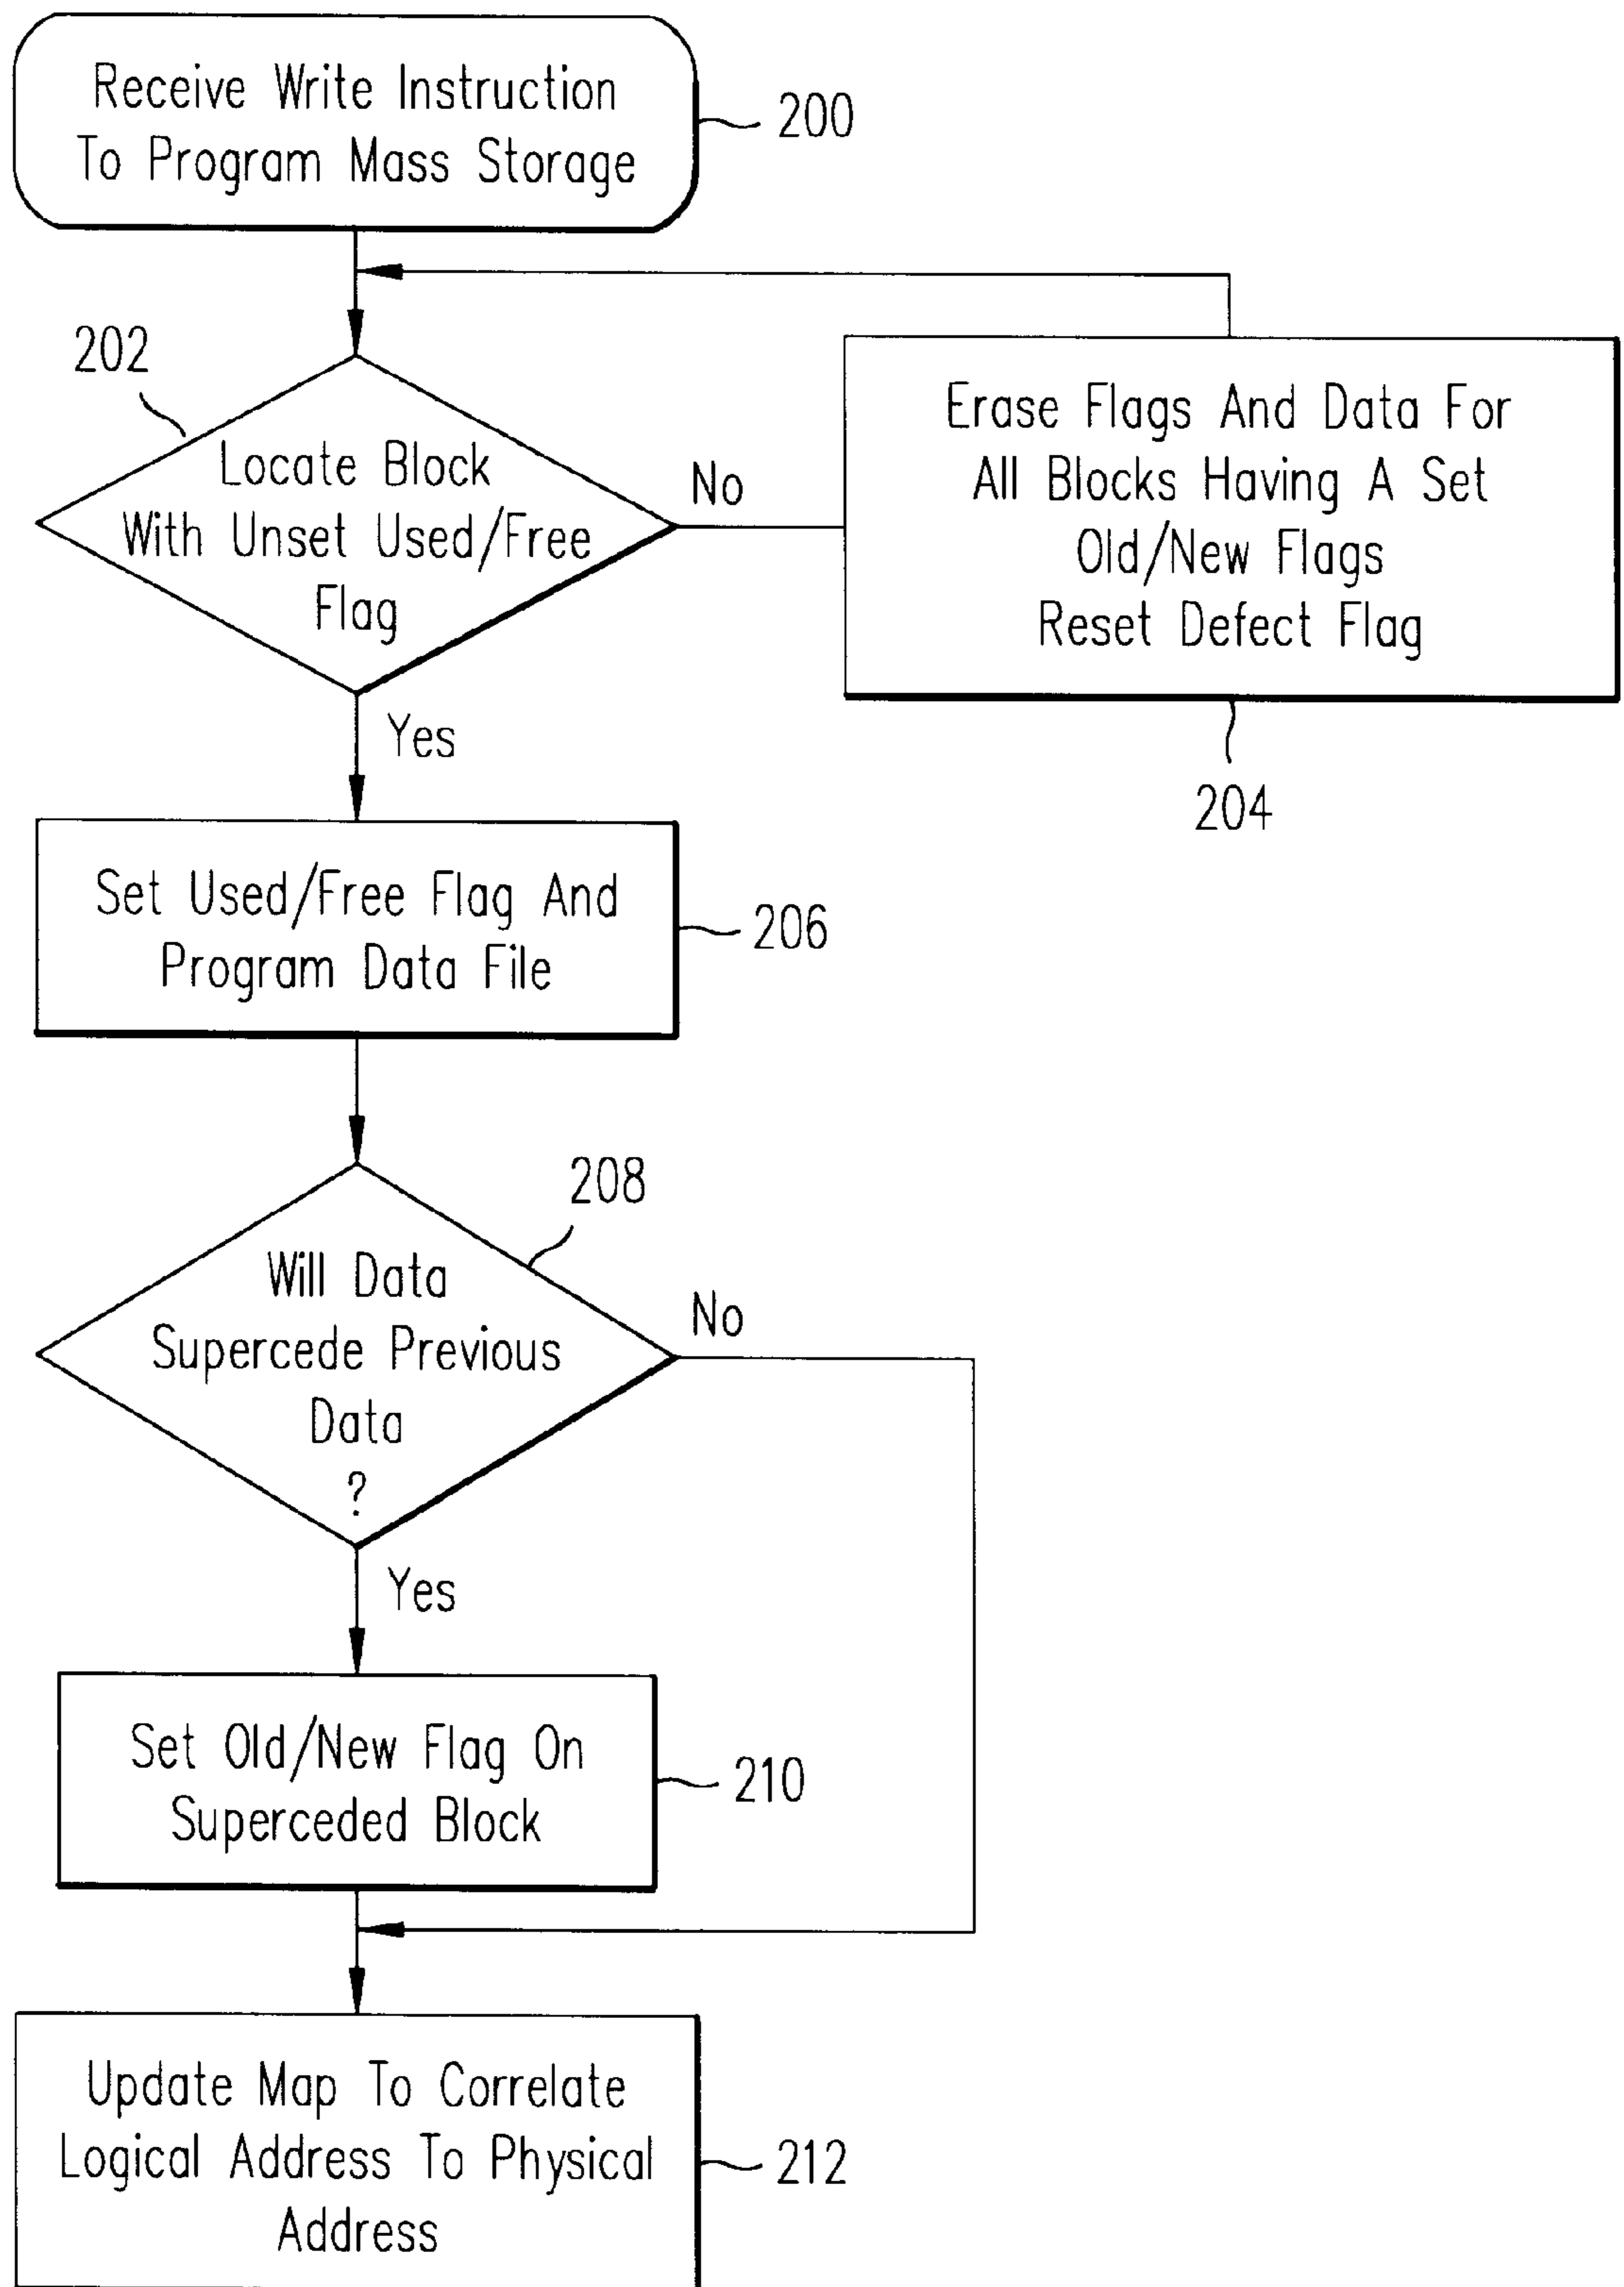 Receive Write Instruction
To Program Mass Storage
200
202
Locate Block
With Unset Used/Free
Flag
No
Erase Flags And Data For
All Blocks Having A Set
Old/New Flags
Reset Defect Flag
204
Yes
Set Used/Free Flag And
Program Data File
206
208
Will Data
Supercede Previous
Data
?
No
Yes
Set Old/New Flag On
Superceded Block
210
Update Map To Correlate
Logical Address To Physical
Address
212